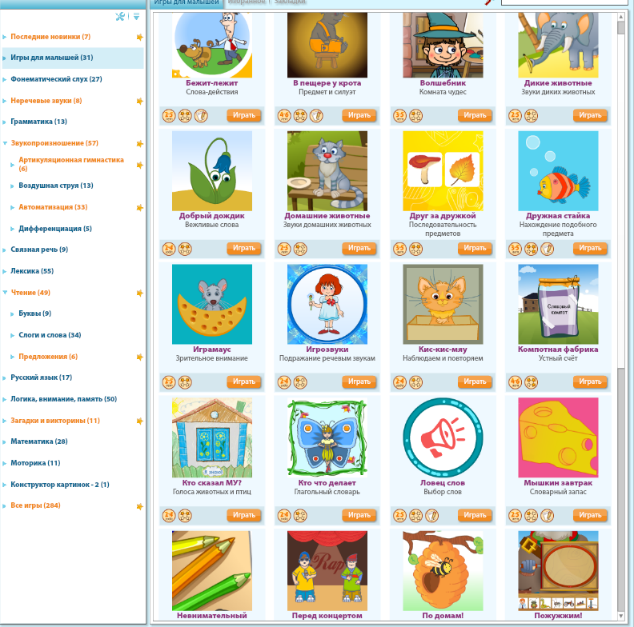 Игры для малышей
Последние новинки (7)
Игры для малышей (31)
Фонематический слух (27)
Неречевые звуки (8)
Грамматика (13)
Звукопроизношение (57)
Артикуляционная гимнастика
(6)
Воздушная струя (13)
Автоматизация (33)
Дифференциация (5)
Связная речь (9)
Лексика (55)
Чтение (49)
Буквы (9)
Слоги и слова (34)
Предложения (6)
Русский язык (17)
Логика, внимание, память (50)
Загадки и викторины (11)
Математика (20)
Моторика (11)
Конструктор картинок - 2 (1)
Все игры (204)
Бежит-лежит
Слова-действия
Играть
В пещере у крота
Предмет и силуэт
Играть
Волшебник
Комната чудес
Играть
Дикие животные
Звуки диких животных
Играть
Добрый дождик
Вежливые слова
Играть
Домашние животные
Звуки домашних животных
Играть
Друг за дружкой
Последовательность
предметов
Играть
Дружная стайка
Нахождение подобного
предмета
Играть
Играмаус
Зрительное внимание
Играть
Игрозвуки
Подражание речевым звукам
Играть
Кис-кис-мяу
Наблюдаем и повторяем
Играть
Сливовый
компот
Компотная фабрика
Устный счёт
Играть
Кто сказал МУ?
Голоса животных и птиц
Играть
Кто что делает
Глагольный словарь
Играть
Ловец слов
Выбор слов
Играть
Мышкин завтрак
Словарный запас
Играть
Невнимательный
Rap
Перед концертом
По домам!
Пожужжим!